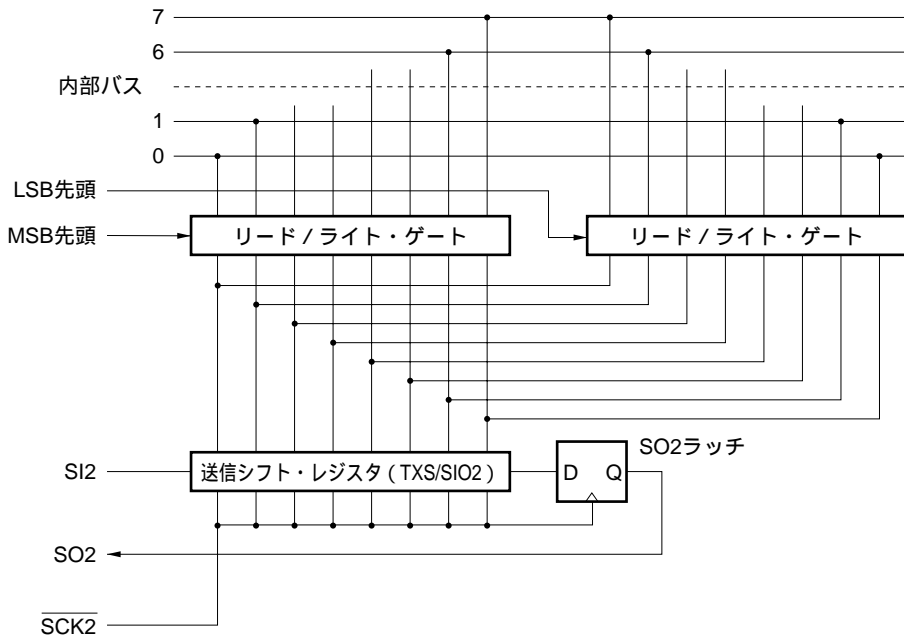 7
6
内部バス
1
0
LSB先頭
MSB先頭
リード/ライト・ゲート
リード/ライト・ゲート
SO2ラッチ
SI2
送信シフト・レジスタ(TXS/SIO2)
D Q
SO2
SCK2